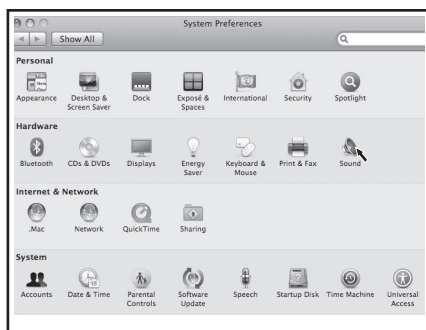 System Preferences
Show All
Personal
Appearance Desktop & Screen Saver Dock Exposé & Spaces International Security Spotlight
Hardware
Bluetooth CDs & DVDs Displays Energy Saver Keyboard & Mouse Print & Fax Sound
Internet & Network
.Mac Network QuickTime Sharing
System
Accounts Date & Time Parental Controls Software Update Speech Startup Disk Time Machine Universal Access